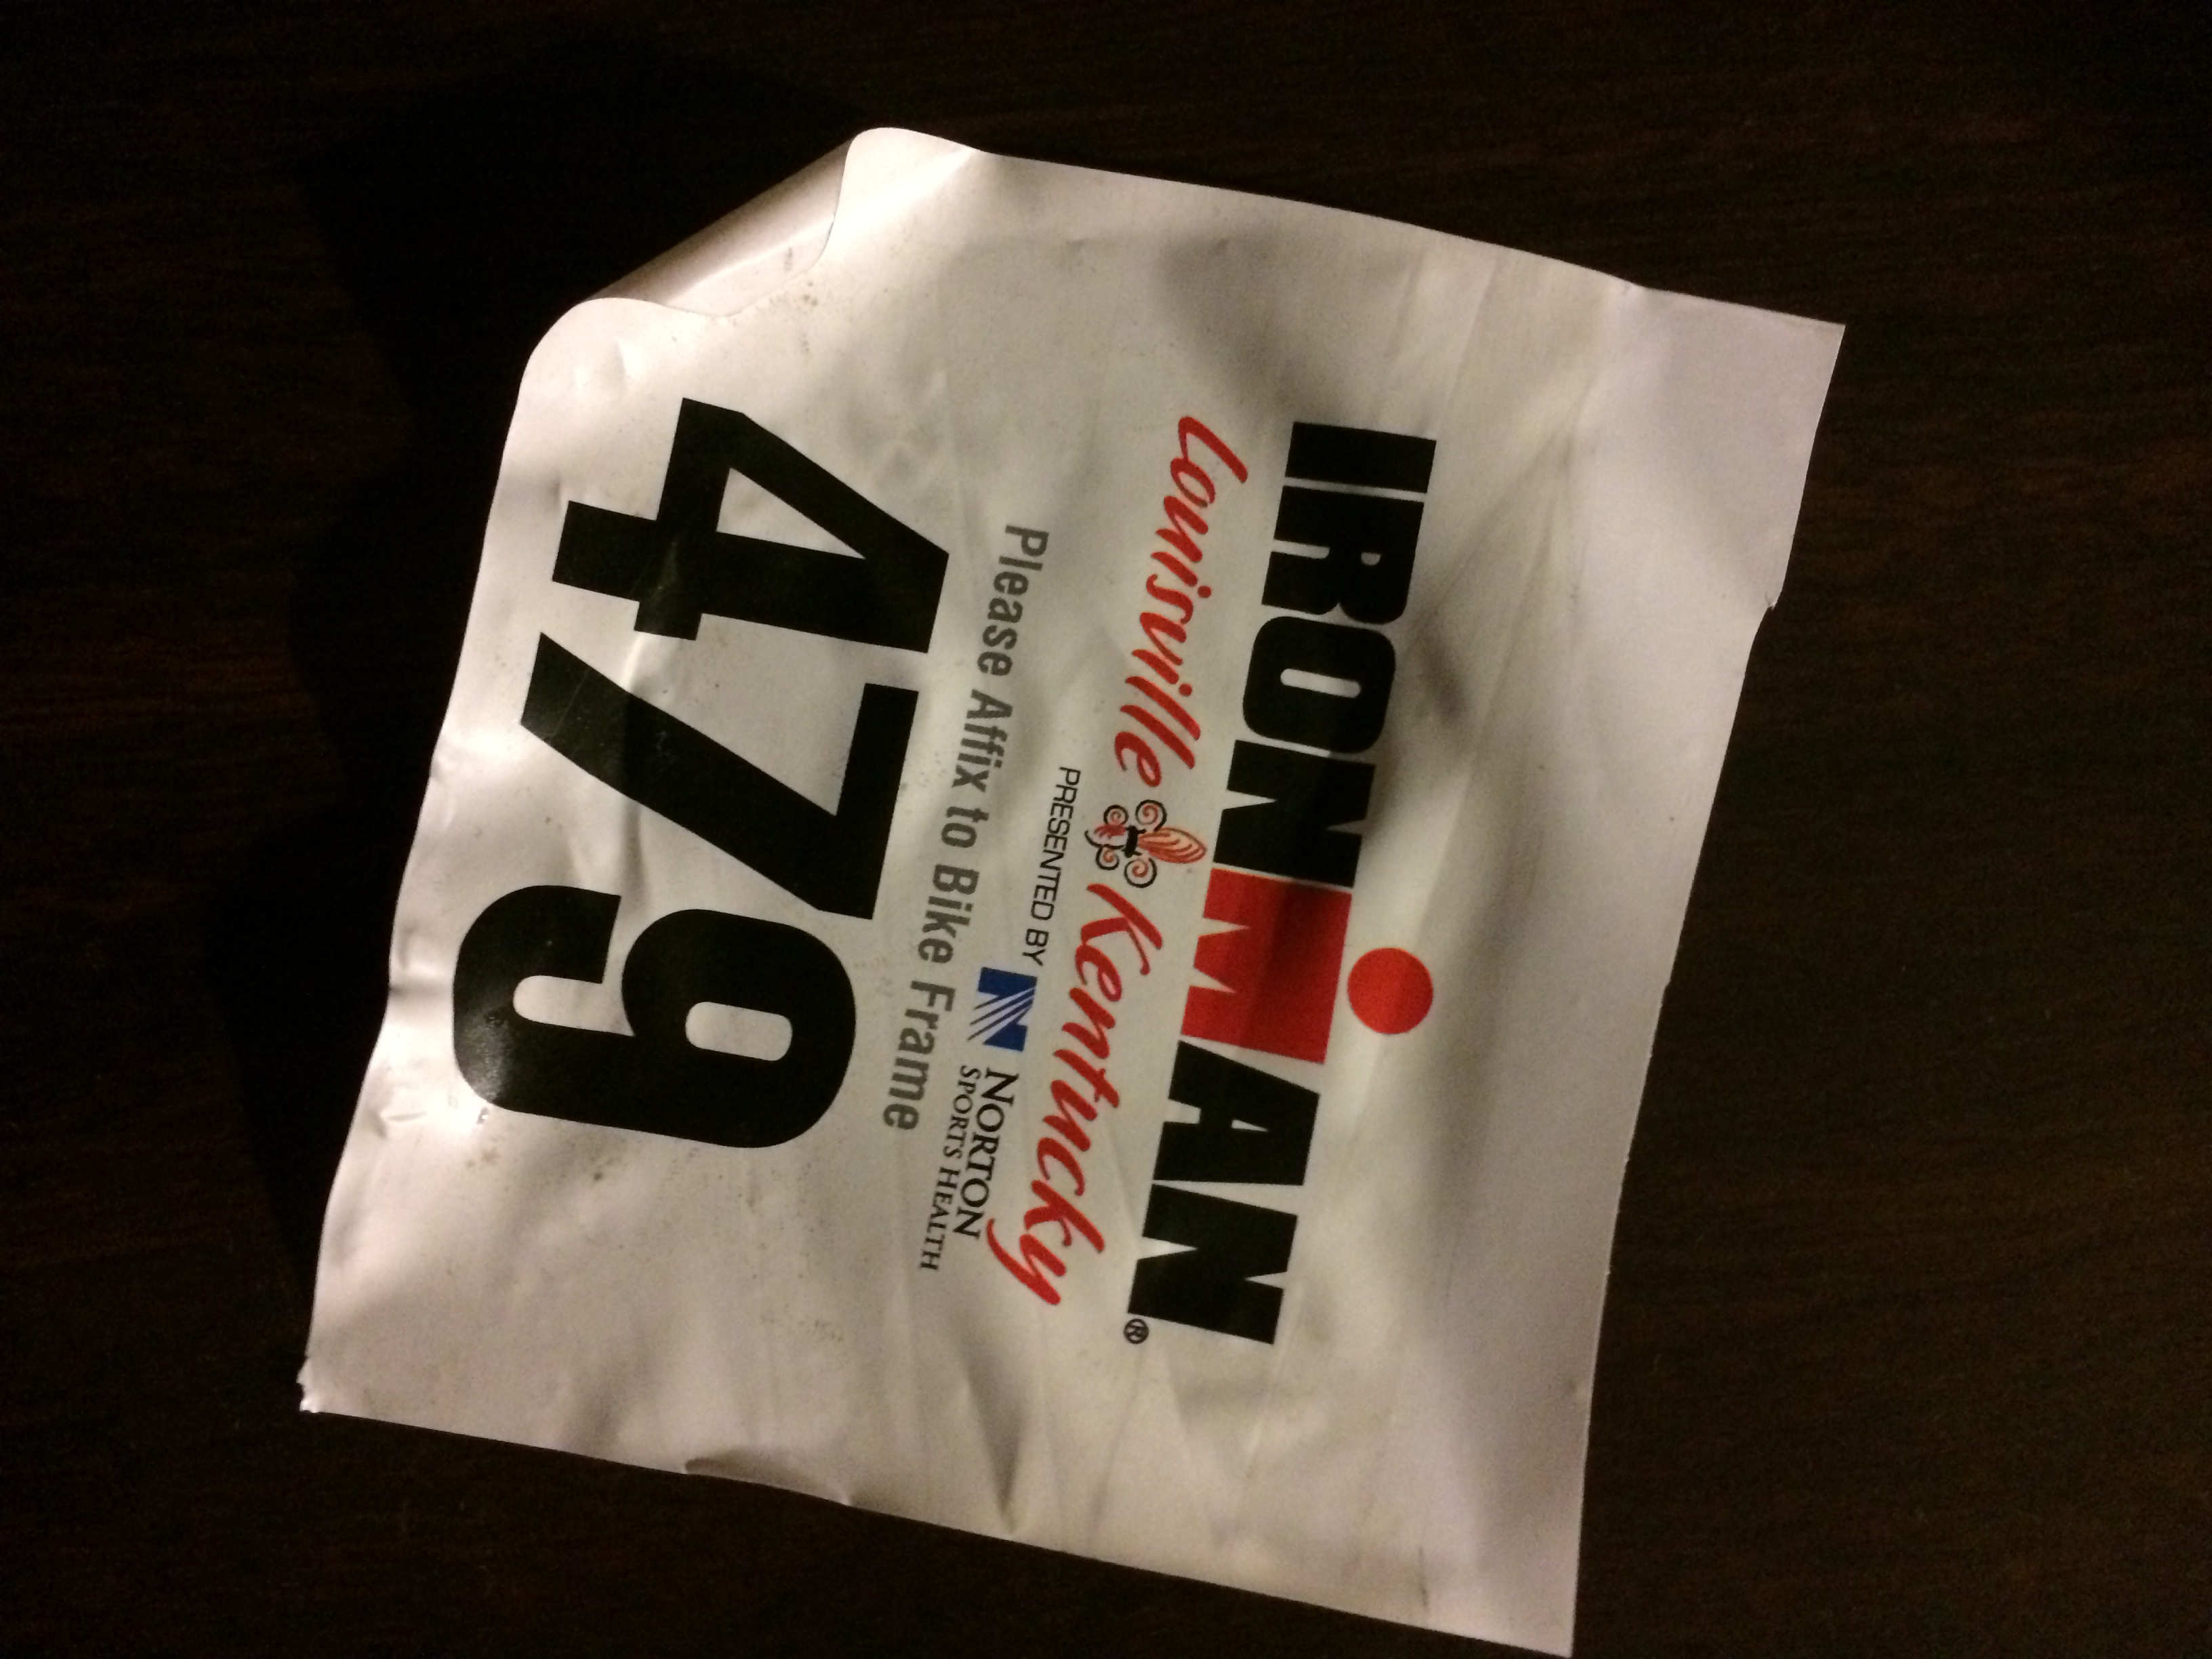 IRONMAN®
Louisville Kentucky
PRESENTED BY NORTON
SPORTS HEALTH
Please Affix to Bike Frame
479